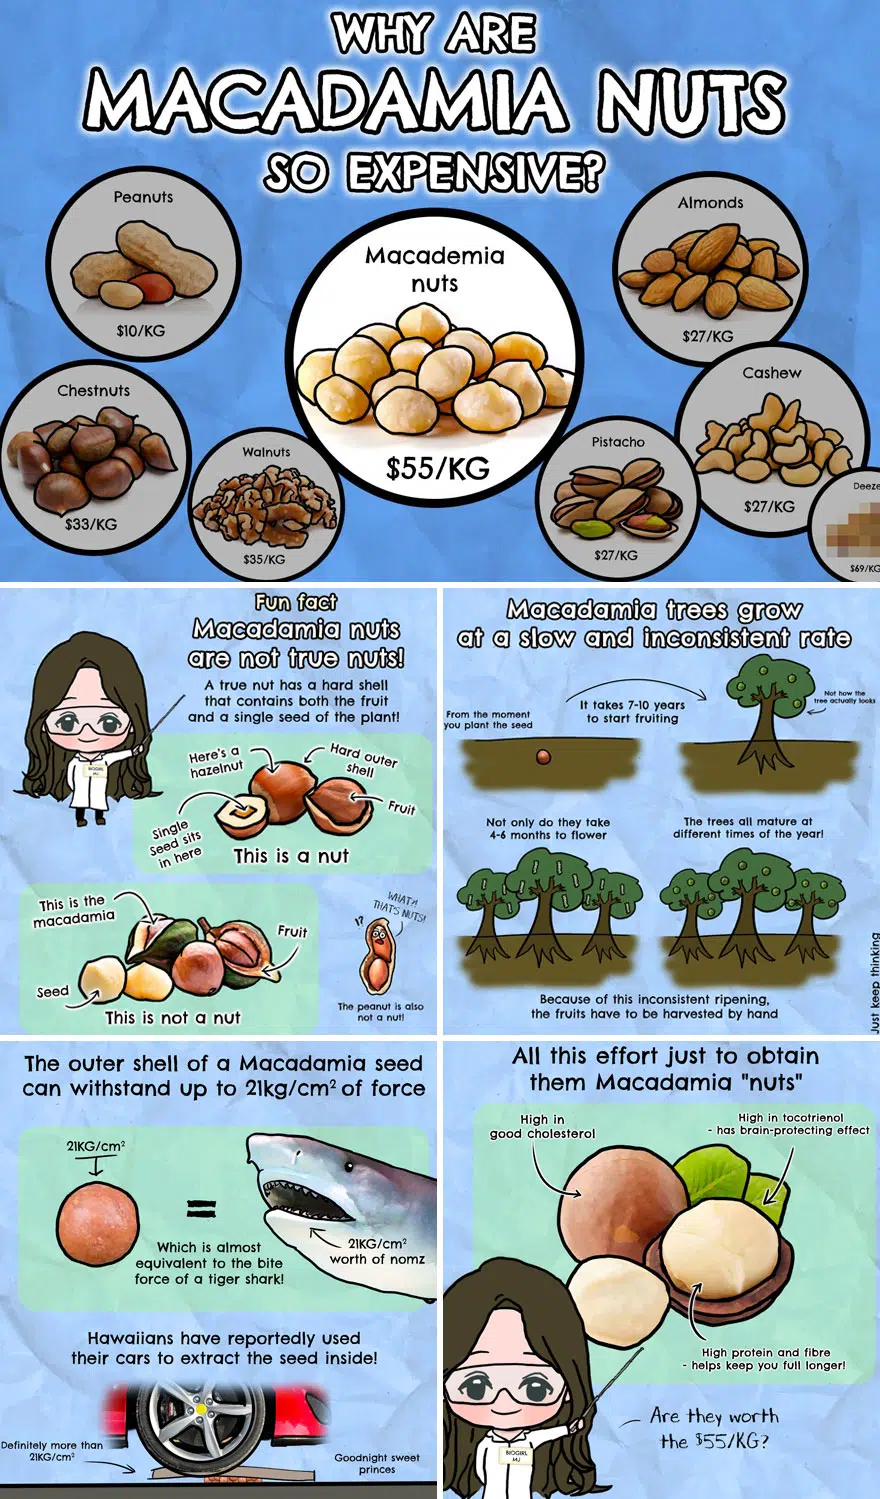 WHY ARE
MACADAMIA NUTS
SO EXPENSIVE?
Peanuts
$10/KG
Almonds
$27/KG
Macademia
nuts
$55/KG
Chestnuts
$33/KG
Cashew
$27/KG
Walnuts
$35/KG
Pistacho
$27/KG
Deeze
$69/KG
Fun fact
Macadamia nuts
are not true nuts!
A true nut has a hard shell
that contains both the fruit
and a single seed of the plant!
BIOGIRL
MJ
Here's a
hazelnut
Hard outer
shell
Fruit
Single
seed sits
in here
This is a nut
This is the
macadamia
Fruit
Seed
This is not a nut
WHAT?!
THAT'S NUTS!
!?
The peanut is also
not a nut!
Macadamia trees grow
at a slow and inconsistent rate
From the moment
you plant the seed
It takes 7-10 years
to start fruiting
Not how the
tree actually looks
Not only do they take
4-6 months to flower
The trees all mature at
different times of the year!
Because of this inconsistent ripening,
the fruits have to be harvested by hand
Just keep thinking
The outer shell of a Macadamia seed
can withstand up to 21kg/cm² of force
21KG/cm²
=
Which is almost
equivalent to the bite
force of a tiger shark!
21KG/cm²
worth of nomz
Hawaiians have reportedly used
their cars to extract the seed inside!
Definitely more than
21KG/cm²
Goodnight sweet
princes
All this effort just to obtain
them Macadamia "nuts"
High in
good cholesterol
High in tocotrienol
- has brain-protecting effect
High protein and fibre
- helps keep you full longer!
BIOGIRL
MJ
Are they worth
the $55/KG?